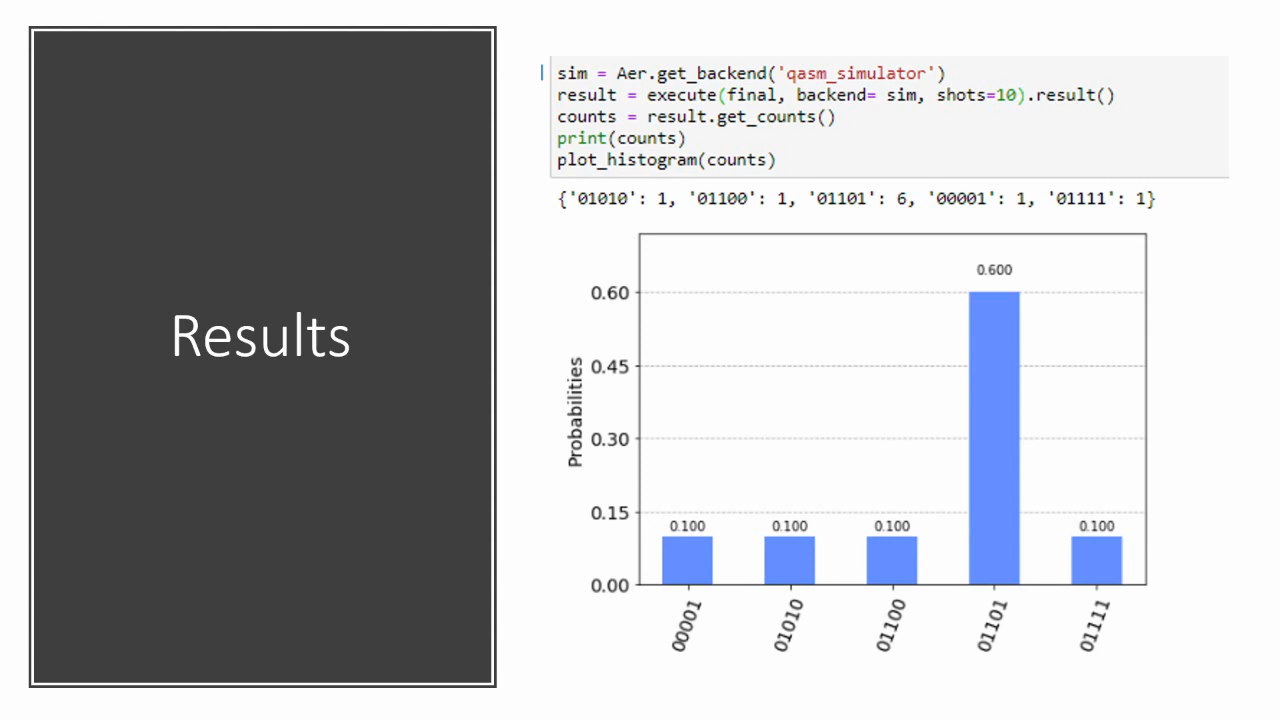 Results
sim = Aer.get_backend('qasm_simulator')
result = execute(final, backend= sim, shots=10).result()
counts = result.get_counts()
print(counts)
plot_histogram(counts)
{'01010': 1, '01100': 1, '01101': 6, '00001': 1, '01111': 1}
Probabilities
0.60
0.45
0.30
0.15
0.00
0.100
0.100
0.100
0.600
0.100
00001
01010
01100
01101
01111